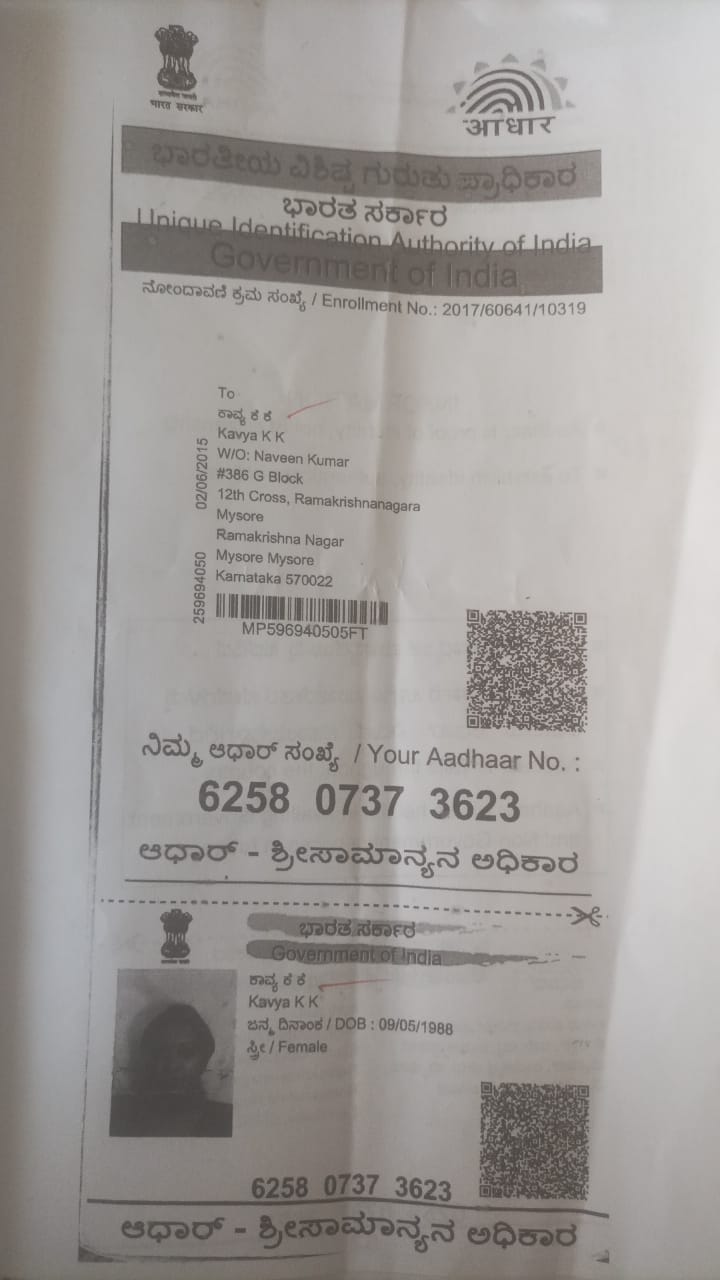 भारत सरकार
आधार
ಭಾರತೀಯ ವಿಶಿಷ್ಟ ಗುರುತು ಪ್ರಾಧಿಕಾರ
ಭಾರತ ಸರ್ಕಾರ
Unique Identification Authority of India
Government of India
ನೋಂದಾವಣಿ ಕ್ರಮ ಸಂಖ್ಯೆ / Enrollment No.: 2017/60641/10319
To
ಕಾವ್ಯ ಕೆ ಕೆ
Kavya K K
W/O: Naveen Kumar
#386 G Block
12th Cross, Ramakrishnanagara
Mysore
Ramakrishna Nagar
Mysore Mysore
Karnataka 570022
02/06/2015
259694050
MP596940505FT
ನಿಮ್ಮ ಆಧಾರ್ ಸಂಖ್ಯೆ / Your Aadhaar No. :
6258 0737 3623
ಆಧಾರ್ - ಶ್ರೀಸಾಮಾನ್ಯನ ಅಧಿಕಾರ
ಭಾರತ ಸರ್ಕಾರ
Government of India
ಕಾವ್ಯ ಕೆ ಕೆ
Kavya K K
ಜನ್ಮ ದಿನಾಂಕ / DOB : 09/05/1988
ಸ್ತ್ರೀ / Female
6258 0737 3623
ಆಧಾರ್ - ಶ್ರೀಸಾಮಾನ್ಯನ ಅಧಿಕಾರ